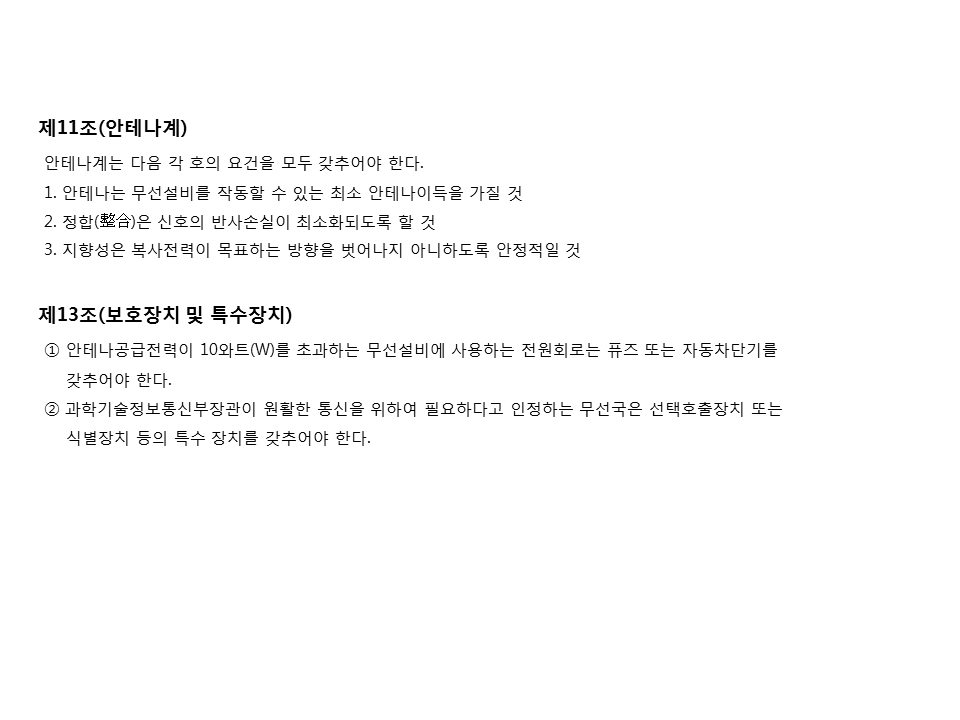 제11조(안테나계)
안테나계는 다음 각 호의 요건을 모두 갖추어야 한다.
1. 안테나는 무선설비를 작동할 수 있는 최소 안테나이득을 가질 것
2. 정합(整合)은 신호의 반사손실이 최소화되도록 할 것
3. 지향성은 복사전력이 목표하는 방향을 벗어나지 아니하도록 안정적일 것
제13조(보호장치 및 특수장치)
① 안테나공급전력이 10와트(W)를 초과하는 무선설비에 사용하는 전원회로는 퓨즈 또는 자동차단기를
갖추어야 한다.
② 과학기술정보통신부장관이 원활한 통신을 위하여 필요하다고 인정하는 무선국은 선택호출장치 또는
식별장치 등의 특수 장치를 갖추어야 한다.